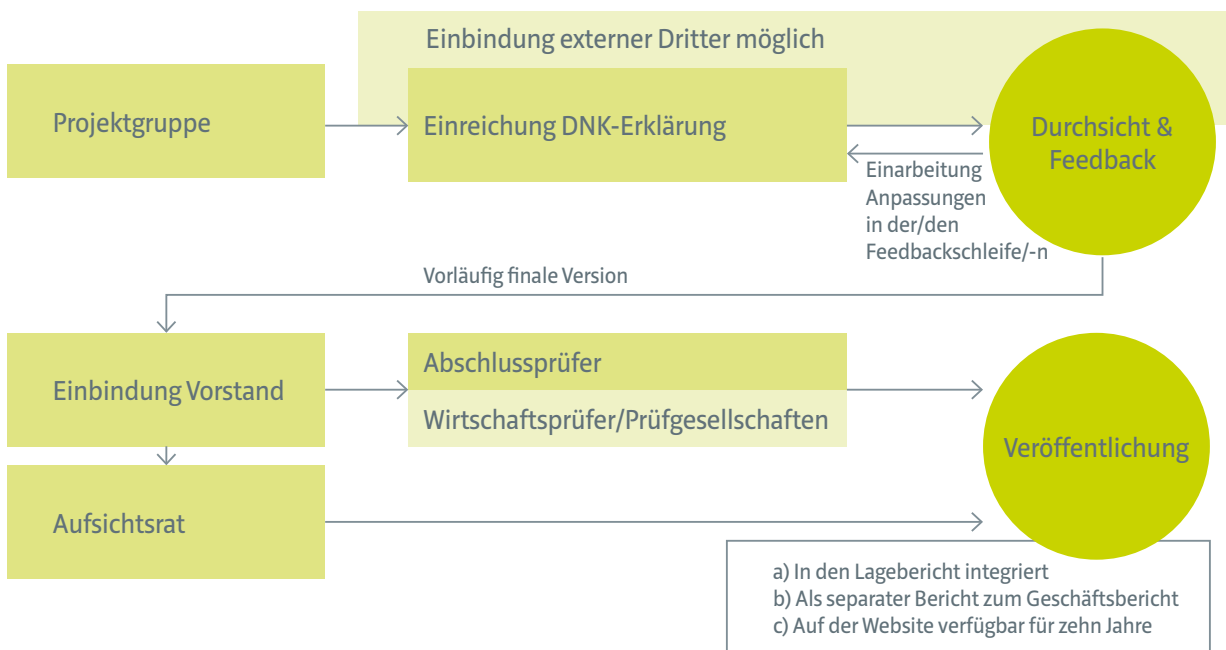 Einbindung externer Dritter möglich
Projektgruppe
Einreichung DNK-Erklärung
Durchsicht &
Feedback
Einarbeitung
Anpassungen
in der/den
Feedbackschleife/-n
Vorläufig finale Version
Einbindung Vorstand
Abschlussprüfer
Wirtschaftsprüfer/Prüfgesellschaften
Veröffentlichung
Aufsichtsrat
a) In den Lagebericht integriert
b) Als separater Bericht zum Geschäftsbericht
c) Auf der Website verfügbar für zehn Jahre